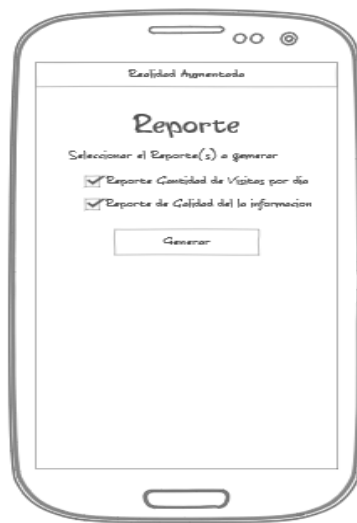 Realidad Aumentada
Reporte
Seleccionar el Reporte(s) a generar
Reporte Cantidad de Visitas por dia
Reporte de Calidad del la informacion
Generar